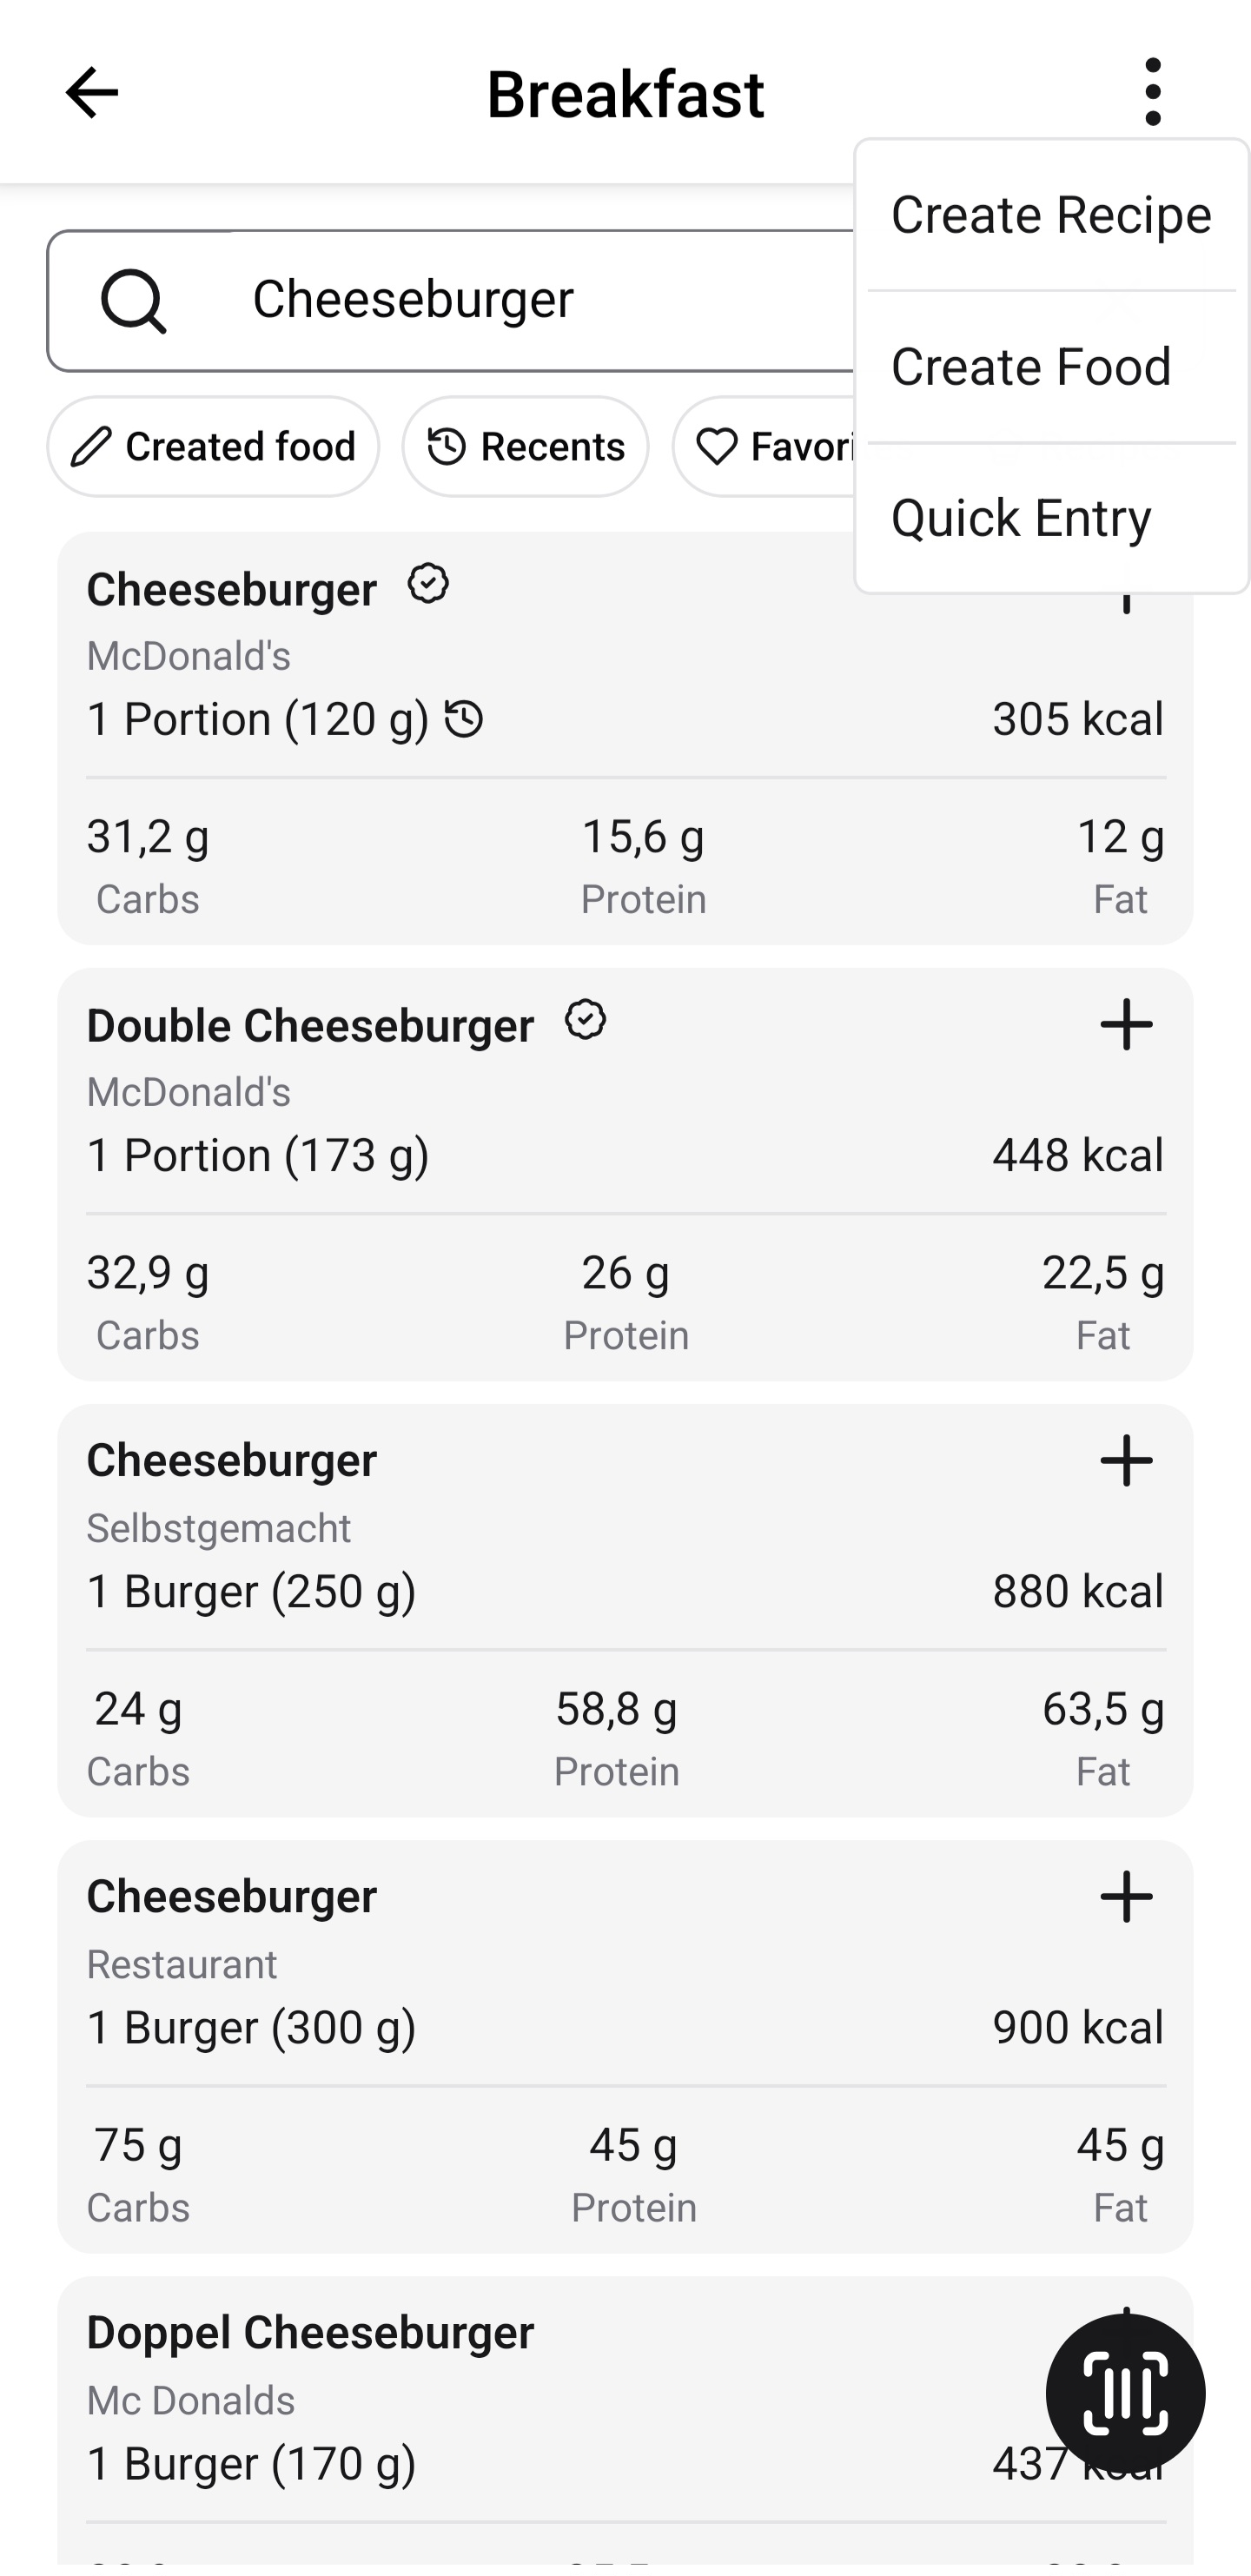 Breakfast
Create Recipe
Create Food
Quick Entry
Cheeseburger
Created food
Recents
Cheeseburger
McDonald's
1 Portion (120 g)
305 kcal
31,2 g 15,6 g 12 g
Carbs Protein Fat
Double Cheeseburger
McDonald's
1 Portion (173 g)
448 kcal
32,9 g 26 g 22,5 g
Carbs Protein Fat
Cheeseburger
Selbstgemacht
1 Burger (250 g)
880 kcal
24 g 58,8 g 63,5 g
Carbs Protein Fat
Cheeseburger
Restaurant
1 Burger (300 g)
900 kcal
75 g 45 g 45 g
Carbs Protein Fat
Doppel Cheeseburger
Mc Donalds
1 Burger (170 g)
437 kcal